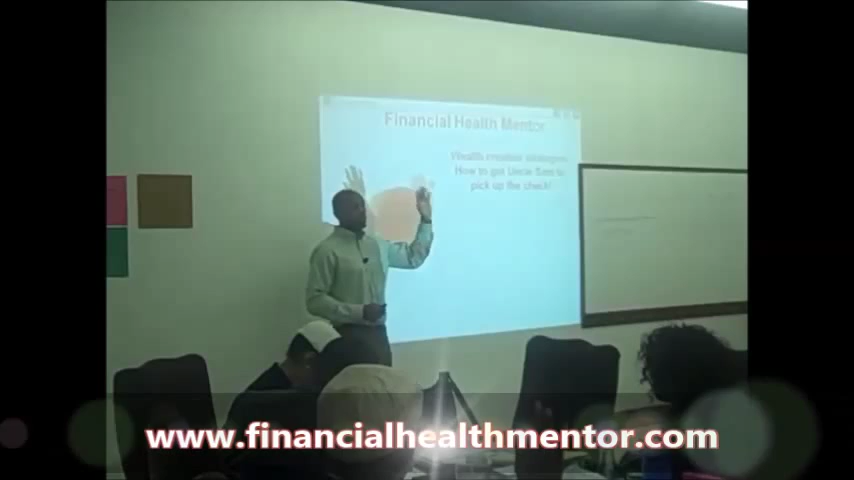 Financial Health Mentor
Wealth creation strategies:
How to get Uncle Sam to
pick up the check!
www.financialhealthmentor.com